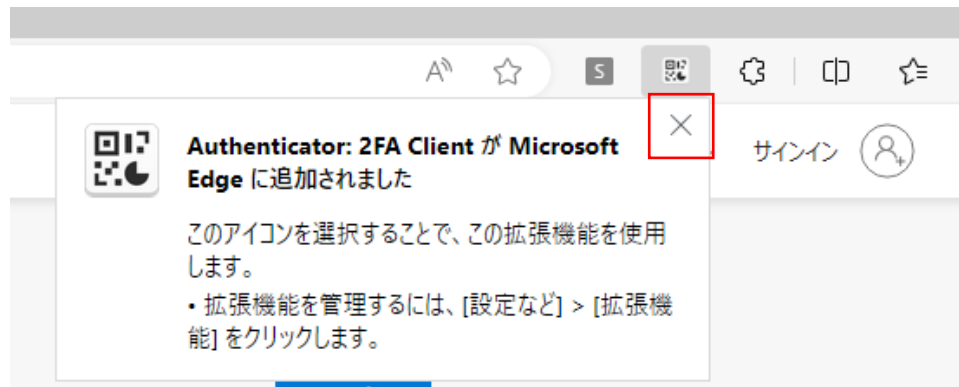 A
S
サインイン
Authenticator: 2FA Client が Microsoft
Edge に追加されました
このアイコンを選択することで、この拡張機能を使用
します。
• 拡張機能を管理するには、[設定など] > [拡張機
能] をクリックします。